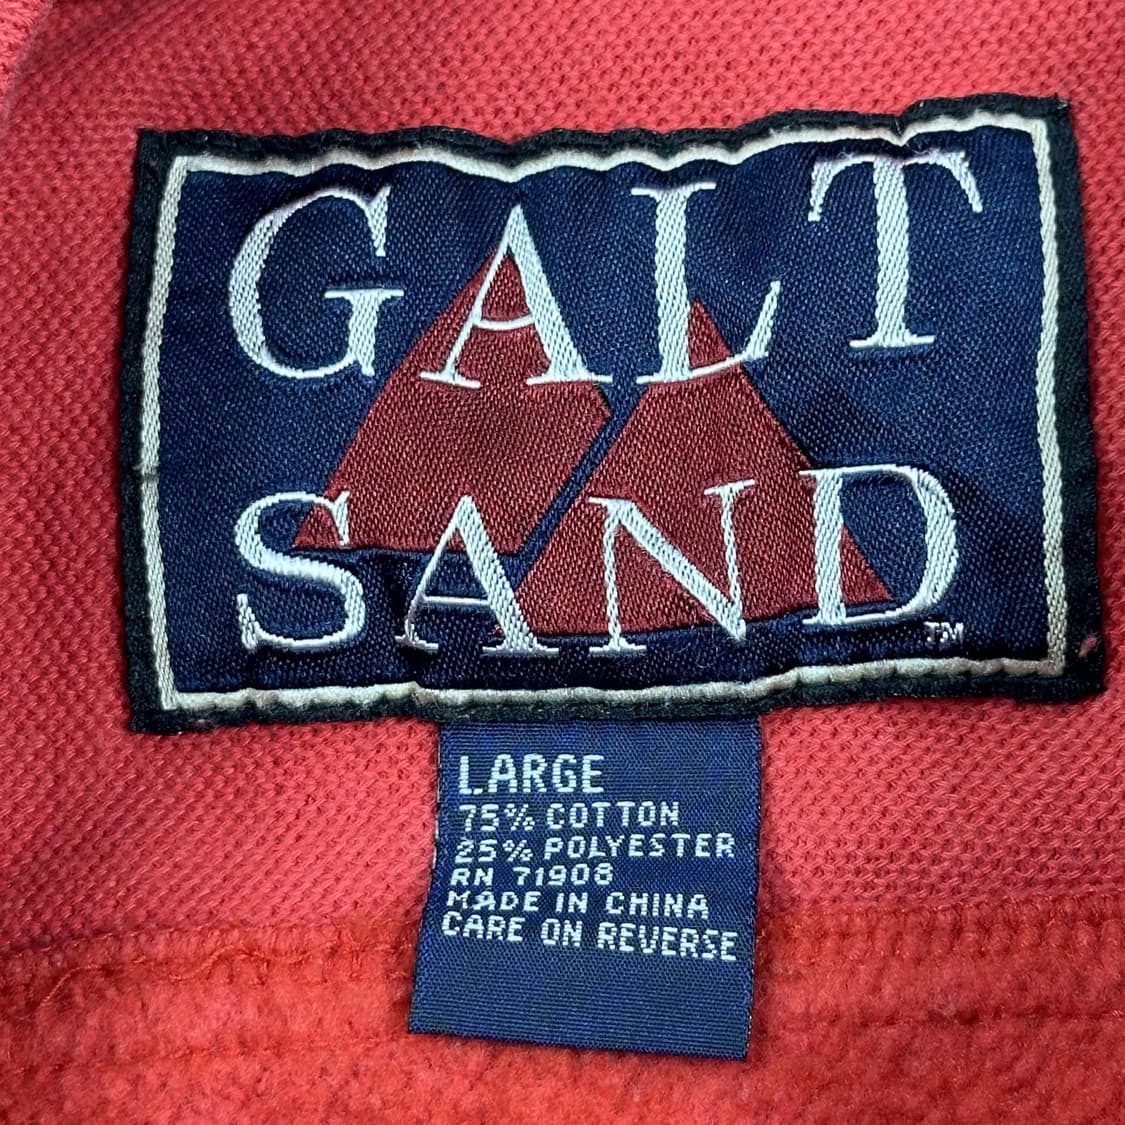 GALT
SAND
TM
LARGE
75% COTTON
25% POLYESTER
RN 71908
MADE IN CHINA
CARE ON REVERSE